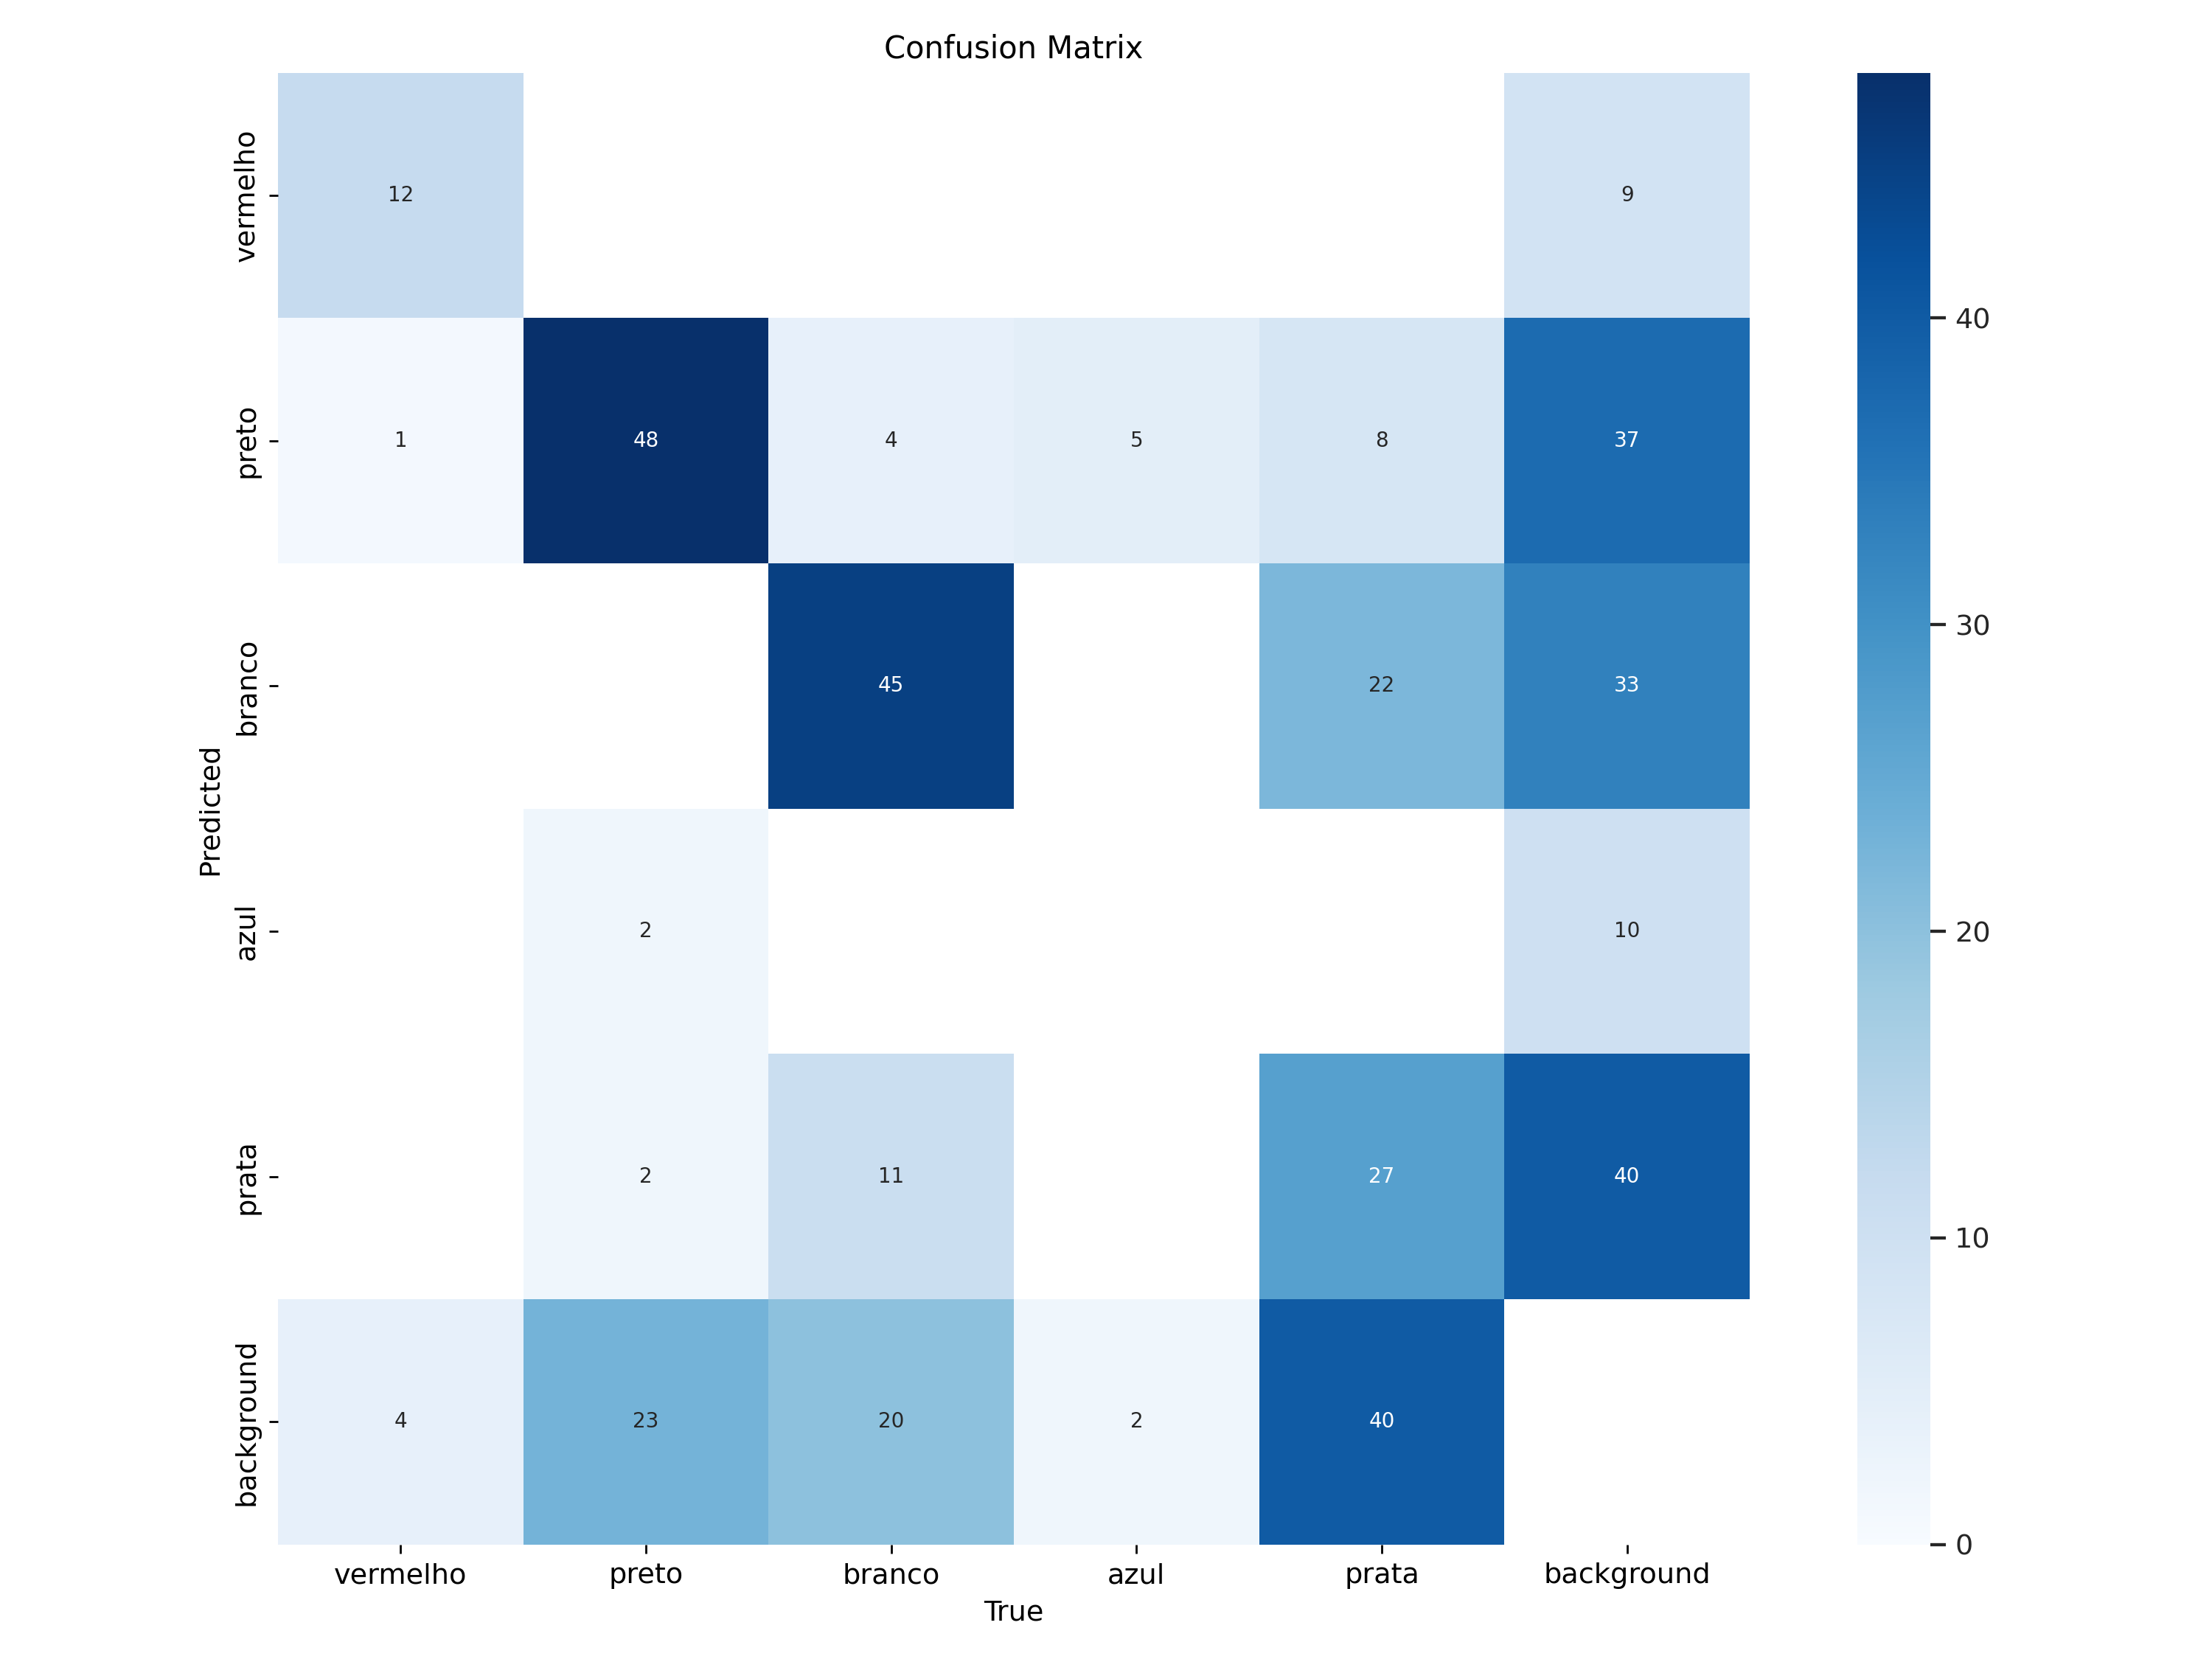 Confusion Matrix
vermelho
12
9
preto
1
48
4
5
8
37
branco
45
22
33
azul
2
10
prata
2
11
27
40
background
4
23
20
2
40
Predicted
vermelho
preto
branco
azul
prata
background
True
40
30
20
10
0